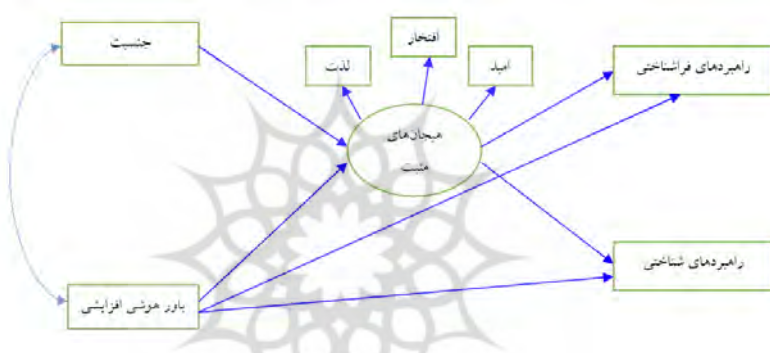 جنسیت
افتخار
لذت
امید
راهبردهای فراشناختی
هیجان‌های
مثبت
راهبردهای شناختی
باور هوشی افزایشی